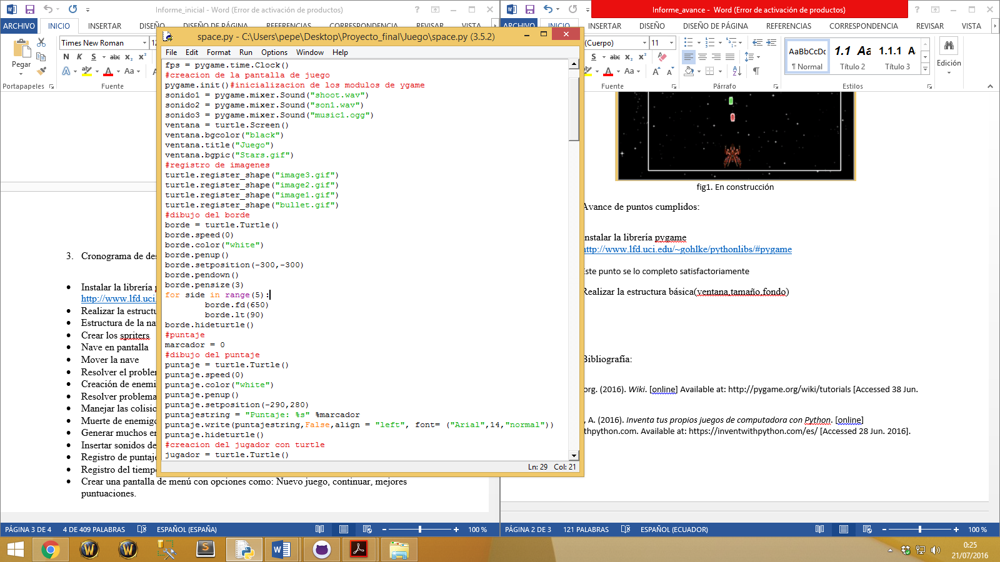 Informe_inicial - Word (Error de activación de productos)
ARCHIVO INICIO INSERTAR DISEÑO DISEÑO DE PÁGINA REFERENCIAS CORRESPONDENCIA REVISAR VISTA
Times New Roman 12
Pegar
N K S abc x₂ x²
A aby A Aa
Portapapeles Fuente
3. Cronograma de des
Instalar la librería p
http://www.lfd.uci.
Realizar la estructu
Estructura de la na
Crear los spriters
Nave en pantalla
Mover la nave
Resolver el problem
Creación de enemi
Resolver problema
Manejar las colisio
Muerte de enemigo
Generar muchos en
Insertar sonidos de
Registro de puntaje
Registro del tiempo
Crear una pantalla de menú con opciones como: Nuevo juego, continuar, mejores
puntuaciones.
PÁGINA 3 DE 4 4 DE 409 PALABRAS ESPAÑOL (ESPAÑA) 100 %
space.py - C:\Users\pepe\Desktop\Proyecto_final\Juego\space.py (3.5.2)
File Edit Format Run Options Window Help
fps = pygame.time.Clock()
#creacion de la pantalla de juego
pygame.init()#inicializacion de los modulos de ygame
sonido1 = pygame.mixer.Sound("shoot.wav")
sonido2 = pygame.mixer.Sound("son1.wav")
sonido3 = pygame.mixer.Sound("music1.ogg")
ventana = turtle.Screen()
ventana.bgcolor("black")
ventana.title("Juego")
ventana.bgpic("Stars.gif")
#registro de imagenes
turtle.register_shape("image3.gif")
turtle.register_shape("image2.gif")
turtle.register_shape("image1.gif")
turtle.register_shape("bullet.gif")
#dibujo del borde
borde = turtle.Turtle()
borde.speed(0)
borde.color("white")
borde.penup()
borde.setposition(-300,-300)
borde.pendown()
borde.pensize(3)
for side in range(5):
        borde.fd(650)
        borde.lt(90)
borde.hideturtle()
#puntaje
marcador = 0
#dibujo del puntaje
puntaje = turtle.Turtle()
puntaje.speed(0)
puntaje.color("white")
puntaje.penup()
puntaje.setposition(-290,280)
puntajestring = "Puntaje: %s" %marcador
puntaje.write(puntajestring,False,align = "left", font= ("Arial",14,"normal"))
puntaje.hideturtle()
#creacion del jugador con turtle
jugador = turtle.Turtle()
Ln: 29 Col: 21
Informe_avance - Word (Error de activación de productos)
ARCHIVO INICIO INSERTAR DISEÑO DISEÑO DE PÁGINA REFERENCIAS CORRESPONDENCIA REVISAR VISTA
(Cuerpo) 11
S abc x₂ x²
A Aa A A
AaBbCcDc 1.1 Aa 1.1.1 A
¶ Normal Título 2 Título 3
Edición
Fuente Párrafo Estilos
fig1. En construcción
Avance de puntos cumplidos:
Instalar la librería pygame
http://www.lfd.uci.edu/~gohlke/pythonlibs/#pygame
Este punto se lo completo satisfactoriamente
Realizar la estructura básica(ventana,tamaño,fondo)
Bibliografía:
org. (2016). Wiki. [online] Available at: http://pygame.org/wiki/tutorials [Accessed 38 Jun.
, A. (2016). Inventa tus propios juegos de computadora con Python. [online]
thpython.com. Available at: https://inventwithpython.com/es/ [Accessed 28 Jun. 2016].
PÁGINA 2 DE 3 121 PALABRAS ESPAÑOL (ECUADOR) 100 %
0:25
21/07/2016